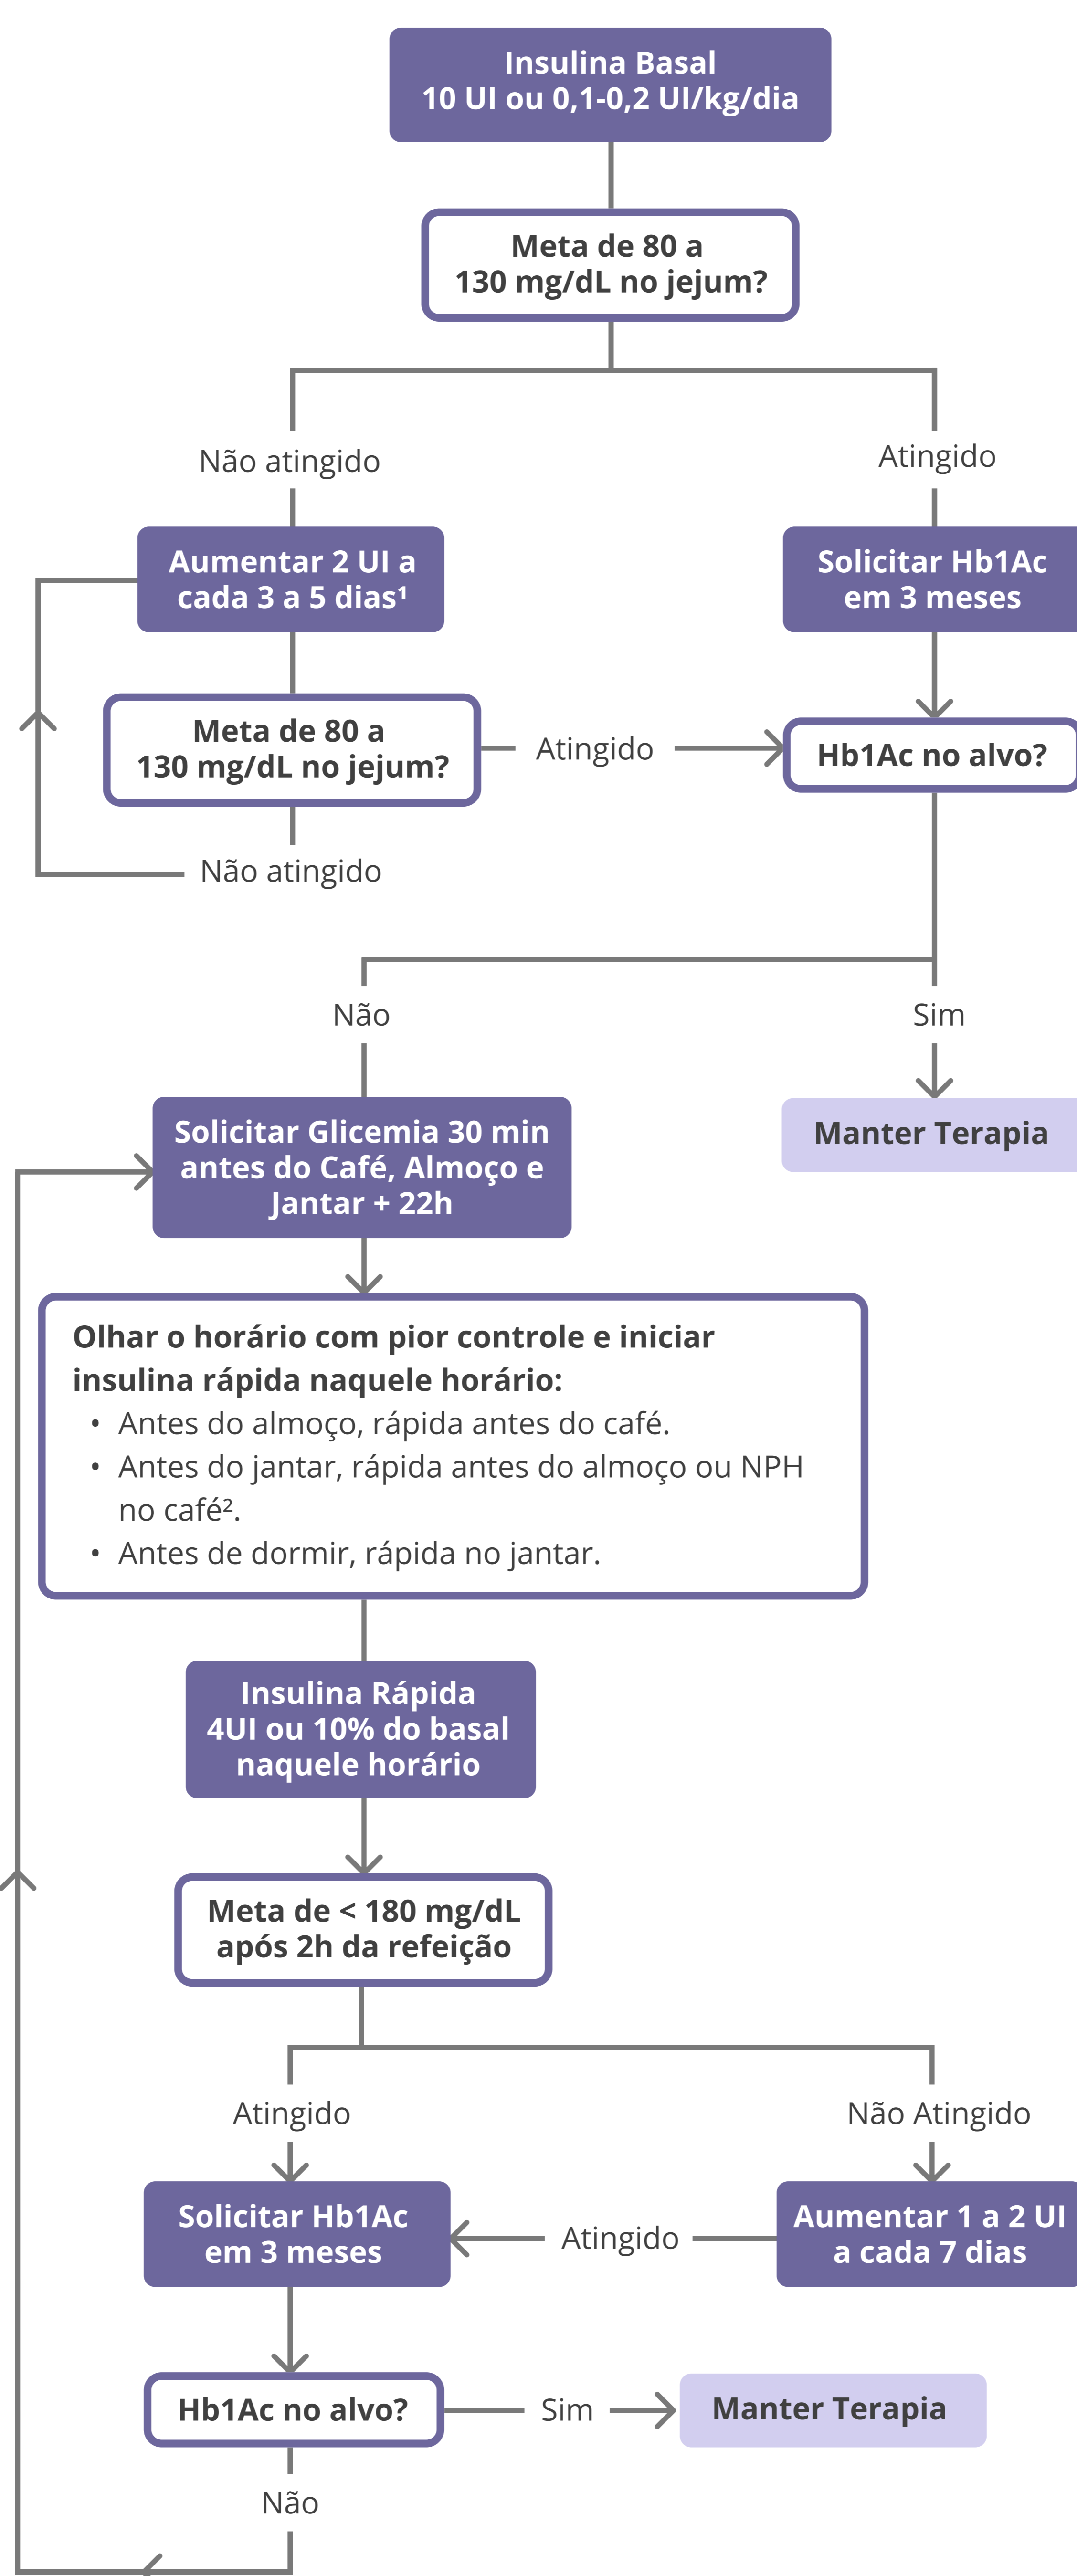 Insulina Basal
10 UI ou 0,1-0,2 UI/kg/dia
Meta de 80 a
130 mg/dL no jejum?
Não atingido
Atingido
Aumentar 2 UI a
cada 3 a 5 dias¹
Solicitar Hb1Ac
em 3 meses
Meta de 80 a
130 mg/dL no jejum?
Atingido
Hb1Ac no alvo?
Não atingido
Não
Sim
Solicitar Glicemia 30 min
antes do Café, Almoço e
Jantar + 22h
Manter Terapia
Olhar o horário com pior controle e iniciar
insulina rápida naquele horário:
• Antes do almoço, rápida antes do café.
• Antes do jantar, rápida antes do almoço ou NPH
no café².
• Antes de dormir, rápida no jantar.
Insulina Rápida
4UI ou 10% do basal
naquele horário
Meta de < 180 mg/dL
após 2h da refeição
Atingido
Não Atingido
Solicitar Hb1Ac
em 3 meses
Atingido
Aumentar 1 a 2 UI
a cada 7 dias
Hb1Ac no alvo?
Sim
Manter Terapia
Não